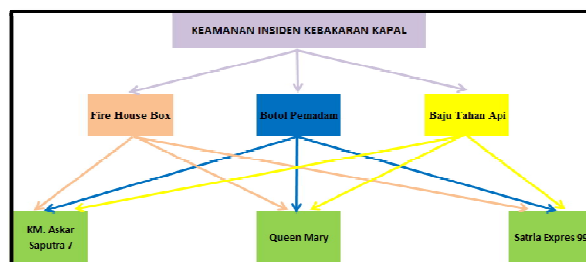 KEAMANAN INSIDEN KEBAKARAN KAPAL
Fire House Box
Botol Pemadam
Baju Tahan Api
KM. Askar
Saputra 7
Queen Mary
Satria Expres 99